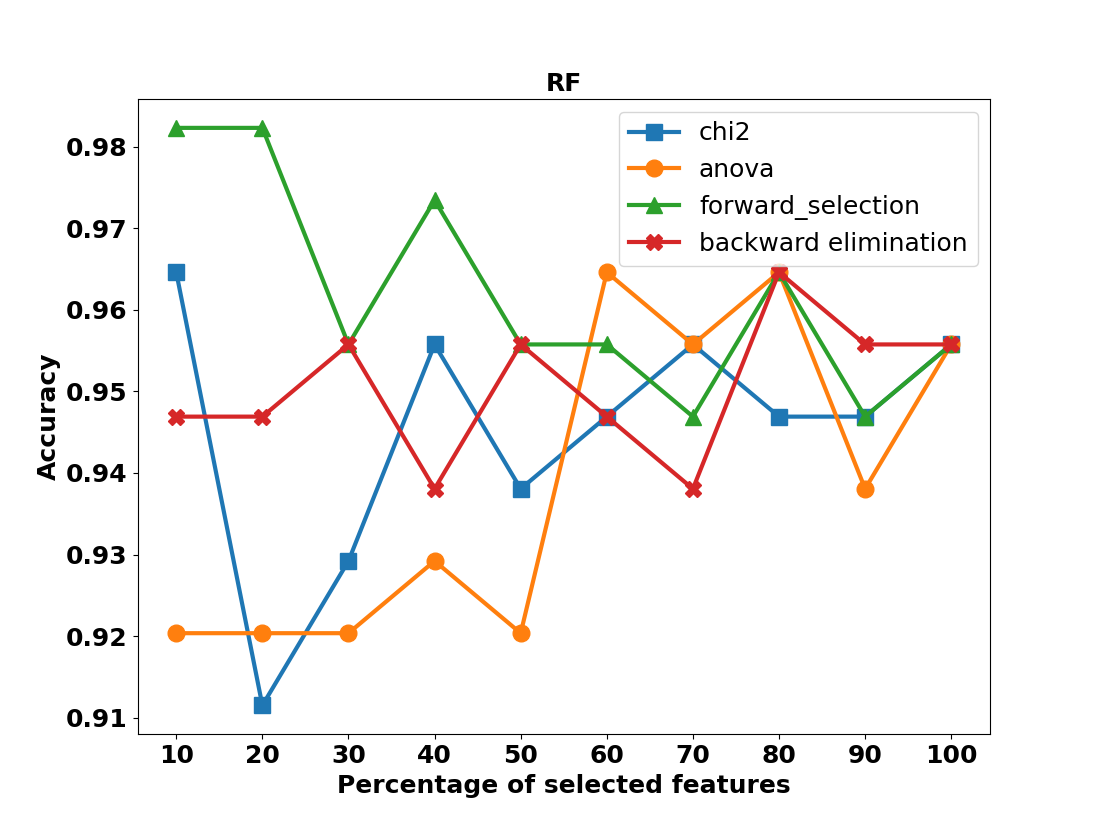 RF
chi2
anova
forward_selection
backward elimination
0.98
0.97
0.96
0.95
0.94
0.93
0.92
0.91
Accuracy
10 20 30 40 50 60 70 80 90 100
Percentage of selected features